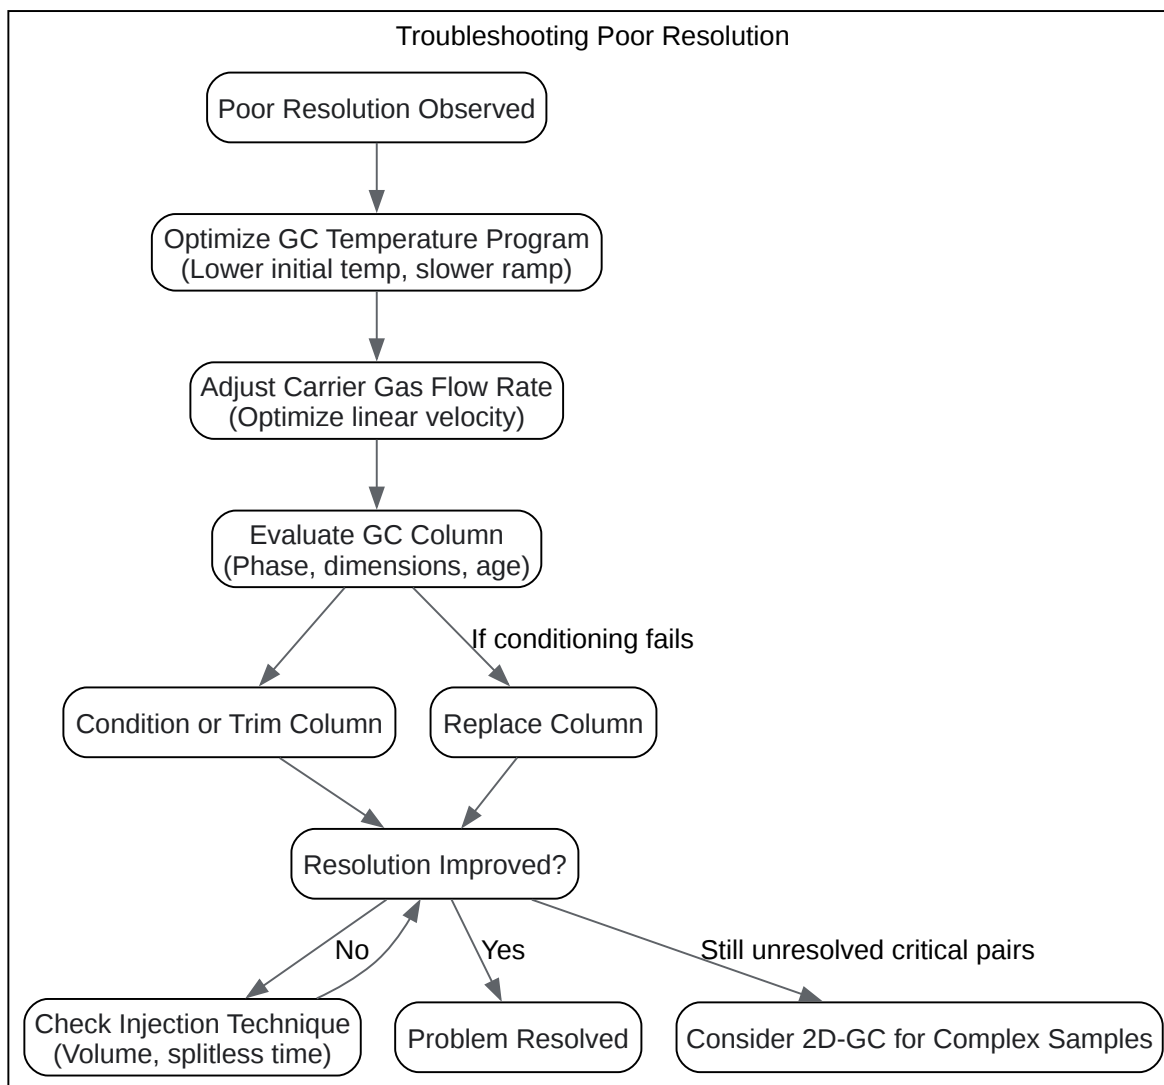 Troubleshooting Poor Resolution
Poor Resolution Observed
Optimize GC Temperature Program
(Lower initial temp, slower ramp)
Adjust Carrier Gas Flow Rate
(Optimize linear velocity)
Evaluate GC Column
(Phase, dimensions, age)
If conditioning fails
Condition or Trim Column
Replace Column
Resolution Improved?
No
Yes
Still unresolved critical pairs
Check Injection Technique
(Volume, splitless time)
Problem Resolved
Consider 2D-GC for Complex Samples